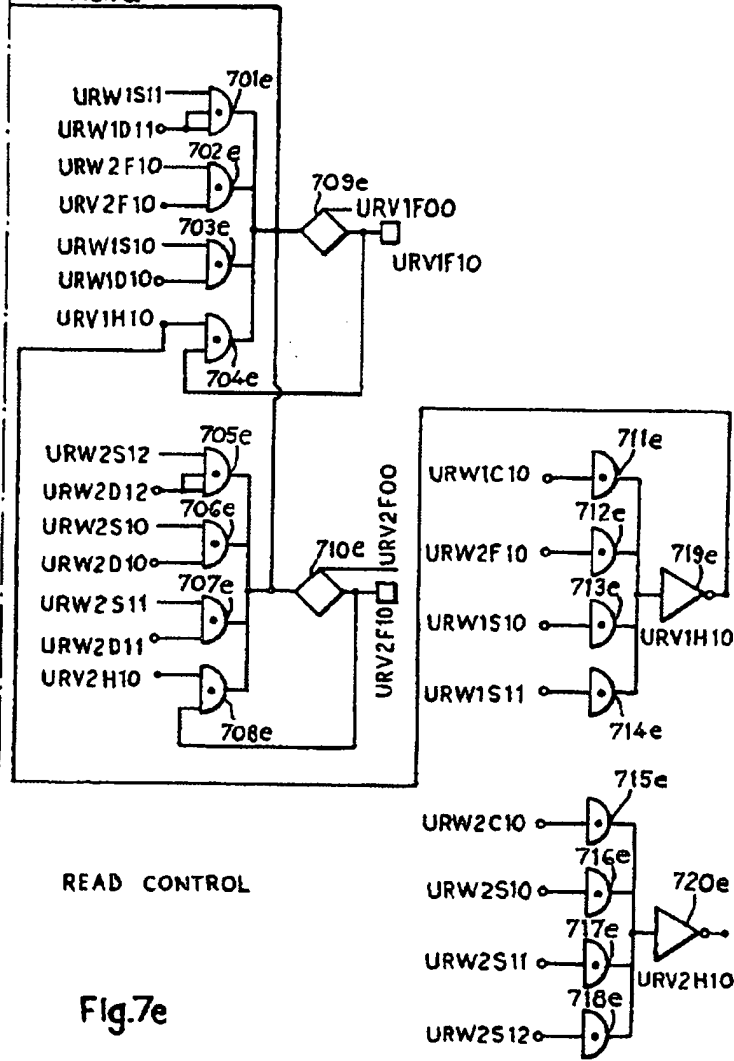 701e
URW1S11
URW1D11
702e
URW2F10
URV2F10
703e
URW1S10
URW1D10
URV1H10
704e
709e
URV1F00
URV1F10
705e
URW2S12
URW2D12
706e
URW2S10
URW2D10
707e
URW2S11
URW2D11
URV2H10
708e
710e
URV2F00
URV2F10
711e
URW1C10
712e
URW2F10
713e
URW1S10
URW1S11
714e
719e
URV1H10
715e
URW2C10
716e
URW2S10
717e
URW2S11
718e
URW2S12
720e
URV2H10
READ CONTROL
Fig.7e